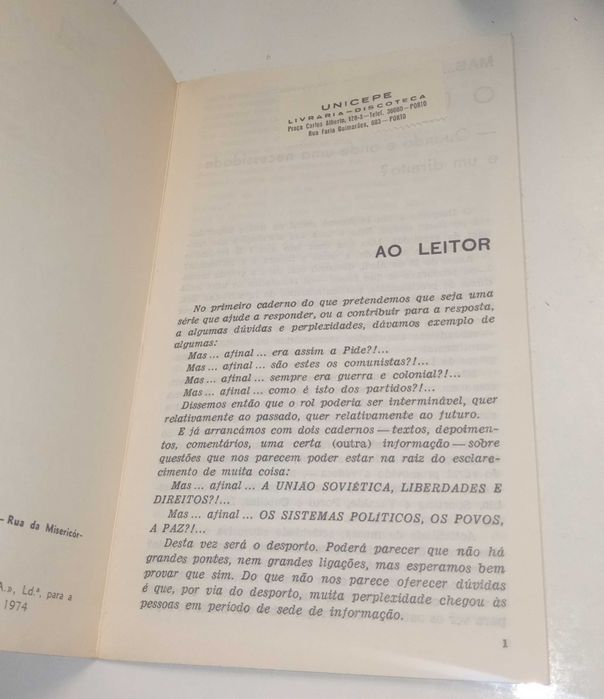 UNICEPE
LIVRARIA-DISCOTECA
Praça Carlos Alberto, 128-A — Telef. 30660 — PORTO
Rua Faria Guimarães, 883 — PORTO
AO LEITOR
No primeiro caderno do que pretendemos que seja uma
série que ajude a responder, ou a contribuir para a resposta,
a algumas dúvidas e perplexidades, dávamos exemplo de
algumas:
Mas... afinal... era assim a Pide?!...
Mas... afinal... são estes os comunistas?!...
Mas... afinal... sempre era guerra e colonial?!...
Mas... afinal... como é isto dos partidos?!...
Dissemos então que o rol poderia ser interminável, quer
relativamente ao passado, quer relativamente ao futuro.
E já arrancámos com dois cadernos — textos, depoimen-
tos, comentários, uma certa (outra) informação — sobre
questões que nos parecem poder estar na raiz do esclare-
cimento de muita coisa:
Mas... afinal... A UNIAO SOVIÉTICA, LIBERDADES E
DIREITOS?!...
Mas... afinal... OS SISTEMAS POLITICOS, OS POVOS,
A PAZ?!...
Desta vez será o desporto. Poderá parecer que não há
grandes pontes, nem grandes ligações, mas esperamos bem
provar que sim. Do que não nos parece oferecer dúvidas
é que, por via do desporto, muita perplexidade chegou às
pessoas em período de sede de informação.
1
— Rua da Misericór-
A.», Ld.ª, para a
1974